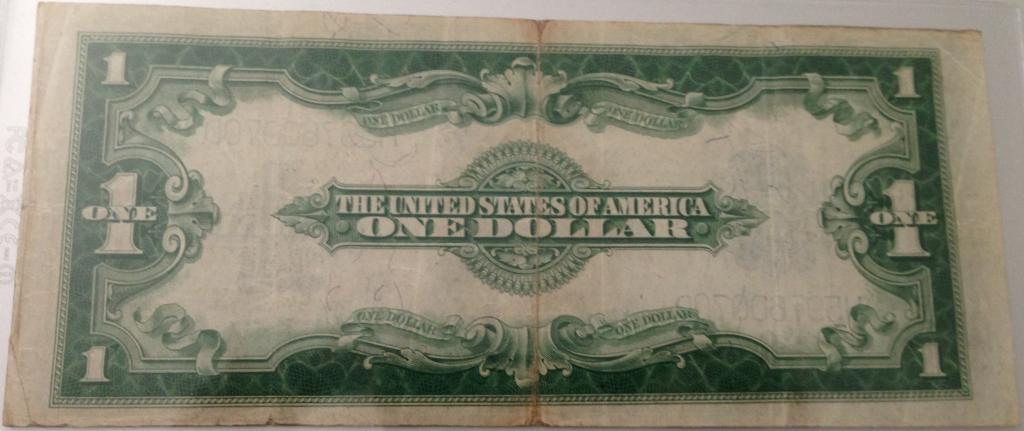 1 1
ONE DOLLAR ONE DOLLAR
1 ONE THE UNITED STATES OF AMERICA 1 ONE
ONE DOLLAR
ONE DOLLAR ONE DOLLAR
1 1